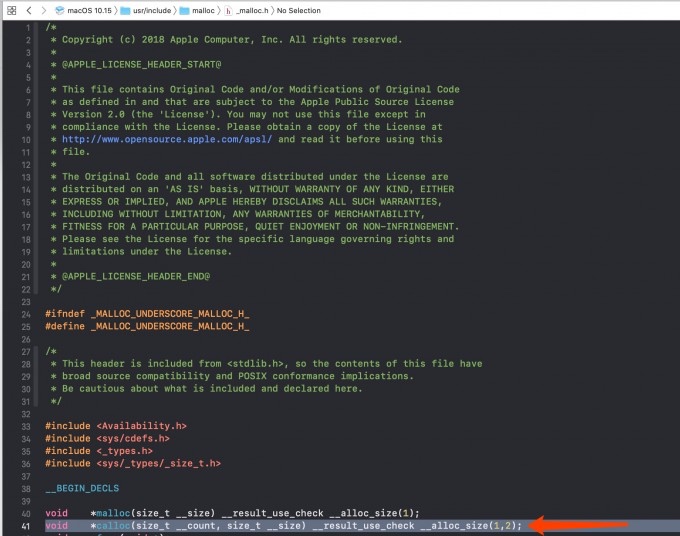 macOS 10.15 › usr/include › malloc › _malloc.h › No Selection
1 /*
2 * Copyright (c) 2018 Apple Computer, Inc. All rights reserved.
3 *
4 * @APPLE_LICENSE_HEADER_START@
5 *
6 * This file contains Original Code and/or Modifications of Original Code
7 * as defined in and that are subject to the Apple Public Source License
8 * Version 2.0 (the 'License'). You may not use this file except in
9 * compliance with the License. Please obtain a copy of the License at
10 * http://www.opensource.apple.com/apsl/ and read it before using this
11 * file.
12 *
13 * The Original Code and all software distributed under the License are
14 * distributed on an 'AS IS' basis, WITHOUT WARRANTY OF ANY KIND, EITHER
15 * EXPRESS OR IMPLIED, AND APPLE HEREBY DISCLAIMS ALL SUCH WARRANTIES,
16 * INCLUDING WITHOUT LIMITATION, ANY WARRANTIES OF MERCHANTABILITY,
17 * FITNESS FOR A PARTICULAR PURPOSE, QUIET ENJOYMENT OR NON-INFRINGEMENT.
18 * Please see the License for the specific language governing rights and
19 * limitations under the License.
20 *
21 * @APPLE_LICENSE_HEADER_END@
22 */
23
24 #ifndef _MALLOC_UNDERSCORE_MALLOC_H_
25 #define _MALLOC_UNDERSCORE_MALLOC_H_
26
27 /*
28 * This header is included from <stdlib.h>, so the contents of this file have
29 * broad source compatibility and POSIX conformance implications.
30 * Be cautious about what is included and declared here.
31 */
32
33 #include <Availability.h>
34 #include <sys/cdefs.h>
35 #include <_types.h>
36 #include <sys/_types/_size_t.h>
37
38 __BEGIN_DECLS
39
40 void *malloc(size_t __size) __result_use_check __alloc_size(1);
41 void *calloc(size_t __count, size_t __size) __result_use_check __alloc_size(1,2);